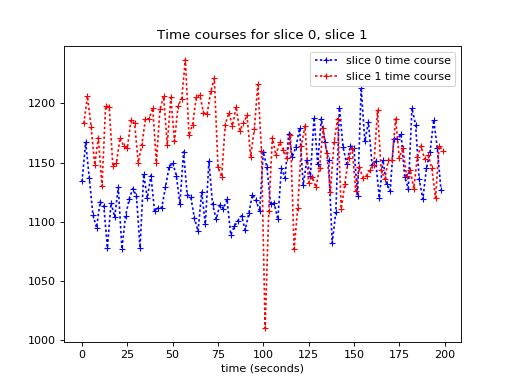 Time courses for slice 0, slice 1
slice 0 time course
slice 1 time course
1200
1150
1100
1050
1000
0 25 50 75 100 125 150 175 200
time (seconds)